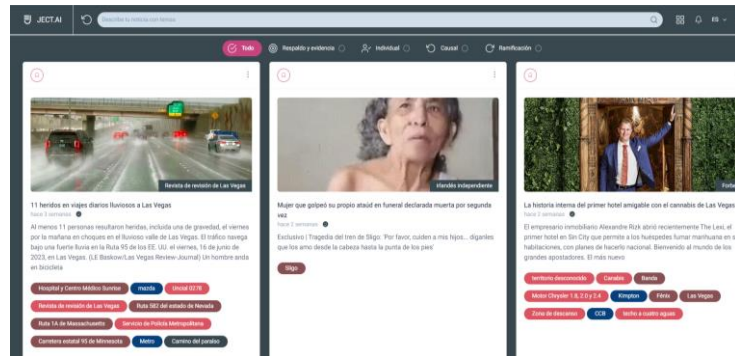 JECT.AI
Describe tu noticia con temas
ES
Todo
Respaldo y evidencia
Individual
Causal
Ramificación
Revista de revisión de Las Vegas
11 heridos en viajes diarios lluviosos a Las Vegas
hace 3 semanas
Al menos 11 personas resultaron heridas, incluida una de gravedad, el viernes
por la mañana en choques en el lluvioso valle de Las Vegas. El tráfico navega
bajo una fuerte lluvia en la Ruta 95 de los EE. UU. el viernes, 16 de junio de
2023, en Las Vegas. (LE Baskow/Las Vegas Review-Journal) Un hombre anda
en bicicleta
Hospital y Centro Médico Sunrise
mazda
Uncial 0278
Revista de revisión de Las Vegas
Ruta 582 del estado de Nevada
Ruta 1A de Massachusetts
Servicio de Policía Metropolitana
Carretera estatal 95 de Minnesota
Metro
Camino del paraíso
irlandés independiente
Mujer que golpeó su propio ataúd en funeral declarada muerta por segunda
vez
hace 2 semanas
Exclusivo | Tragedia del tren de Sligo: 'Por favor, cuiden a mis hijos... díganles
que los amo desde la cabeza hasta la punta de los pies'
Sligo
Forbe
La historia interna del primer hotel amigable con el cannabis de Las Vegas
hace 2 semanas
El empresario inmobiliario Alexandre Rizk abrió recientemente The Lexi, el
primer hotel en Sin City que permite a los huéspedes fumar marihuana en s
habitaciones, con planes de hacerlo nacional. Bienvenido al mundo de los
grandes apostadores. El más nuevo
territorio desconocido
Canabis
Banda
Motor Chrysler 1.8, 2.0 y 2.4
Kimpton
Fénix
Las Vegas
Zona de descanso
CCB
techo a cuatro aguas